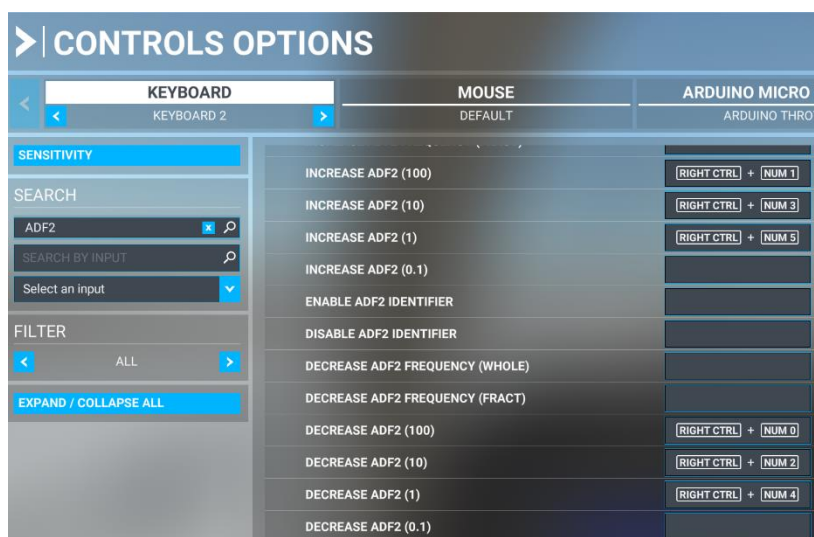 CONTROLS OPTIONS
KEYBOARD
KEYBOARD 2
MOUSE
DEFAULT
ARDUINO MICRO
ARDUINO THRO
SENSITIVITY
SEARCH
ADF2
SEARCH BY INPUT
Select an input
FILTER
ALL
EXPAND / COLLAPSE ALL
INCREASE ADF2 (100) RIGHT CTRL + NUM 1
INCREASE ADF2 (10) RIGHT CTRL + NUM 3
INCREASE ADF2 (1) RIGHT CTRL + NUM 5
INCREASE ADF2 (0.1)
ENABLE ADF2 IDENTIFIER
DISABLE ADF2 IDENTIFIER
DECREASE ADF2 FREQUENCY (WHOLE)
DECREASE ADF2 FREQUENCY (FRACT)
DECREASE ADF2 (100) RIGHT CTRL + NUM 0
DECREASE ADF2 (10) RIGHT CTRL + NUM 2
DECREASE ADF2 (1) RIGHT CTRL + NUM 4
DECREASE ADF2 (0.1)